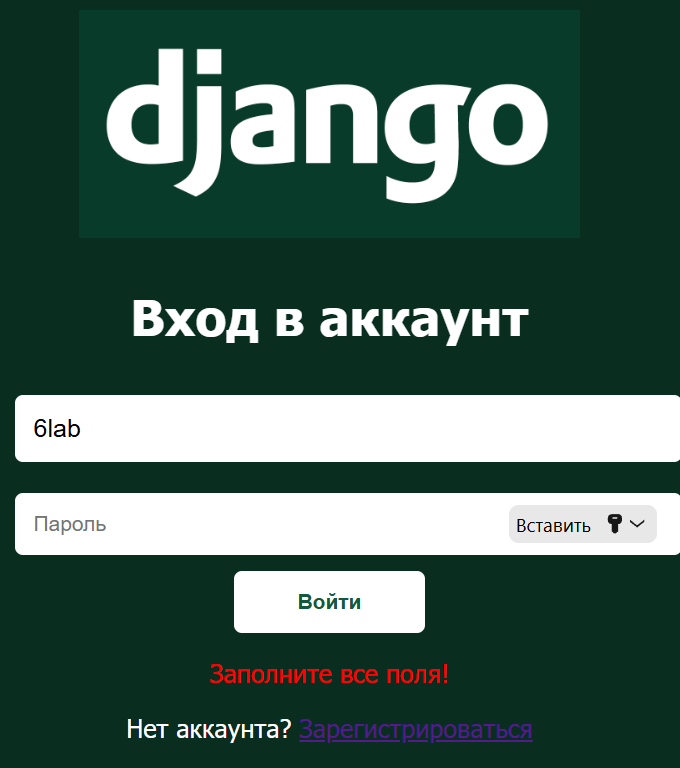 django
Вход в аккаунт
6lab
Пароль
Вставить
Войти
Заполните все поля!
Нет аккаунта? Зарегистрироваться